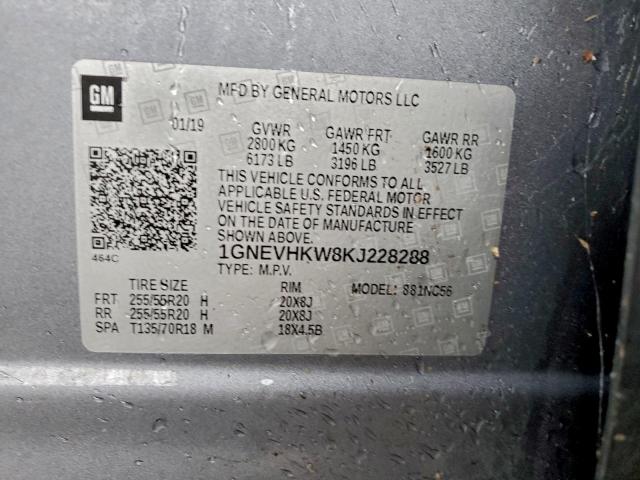 GM
MFD BY GENERAL MOTORS LLC
01/19
GVWR GAWR FRT GAWR RR
2800 KG 1450 KG 1600 KG
6173 LB 3196 LB 3527 LB
THIS VEHICLE CONFORMS TO ALL
APPLICABLE U.S. FEDERAL MOTOR
VEHICLE SAFETY STANDARDS IN EFFECT
ON THE DATE OF MANUFACTURE
SHOWN ABOVE.
464C
1GNEVHKW8KJ228288
TYPE: M.P.V. MODEL: 881NC56
TIRE SIZE RIM
FRT 255/55R20 H 20X8J
RR 255/55R20 H 20X8J
SPA T135/70R18 M 18X4.5B